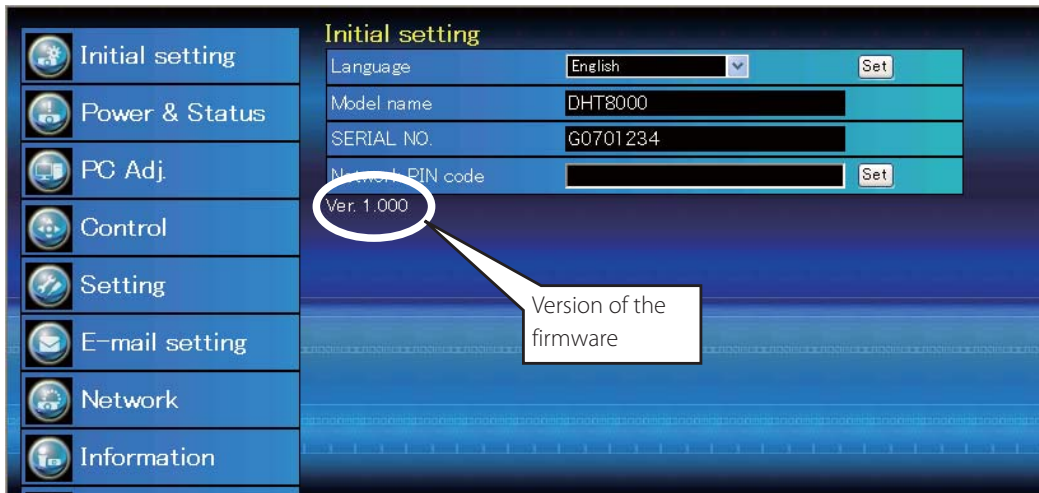 Initial setting
Power & Status
PC Adj.
Control
Setting
E-mail setting
Network
Information
Initial setting
Language English Set
Model name DHT8000
SERIAL NO. G0701234
Network PIN code Set
Ver. 1.000
Version of the
firmware